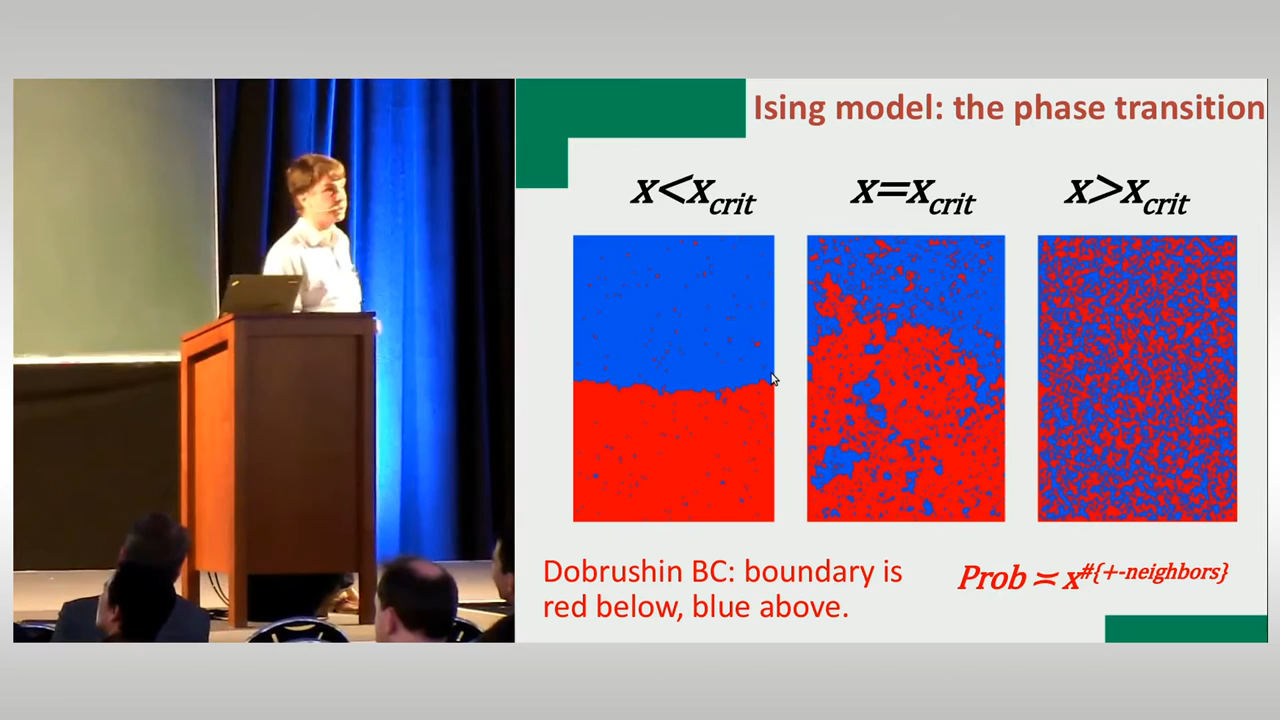 Ising model: the phase transition
x<x_crit
x=x_crit
x>x_crit
Dobrushin BC: boundary is
red below, blue above.
Prob ≍ x^#{+-neighbors}